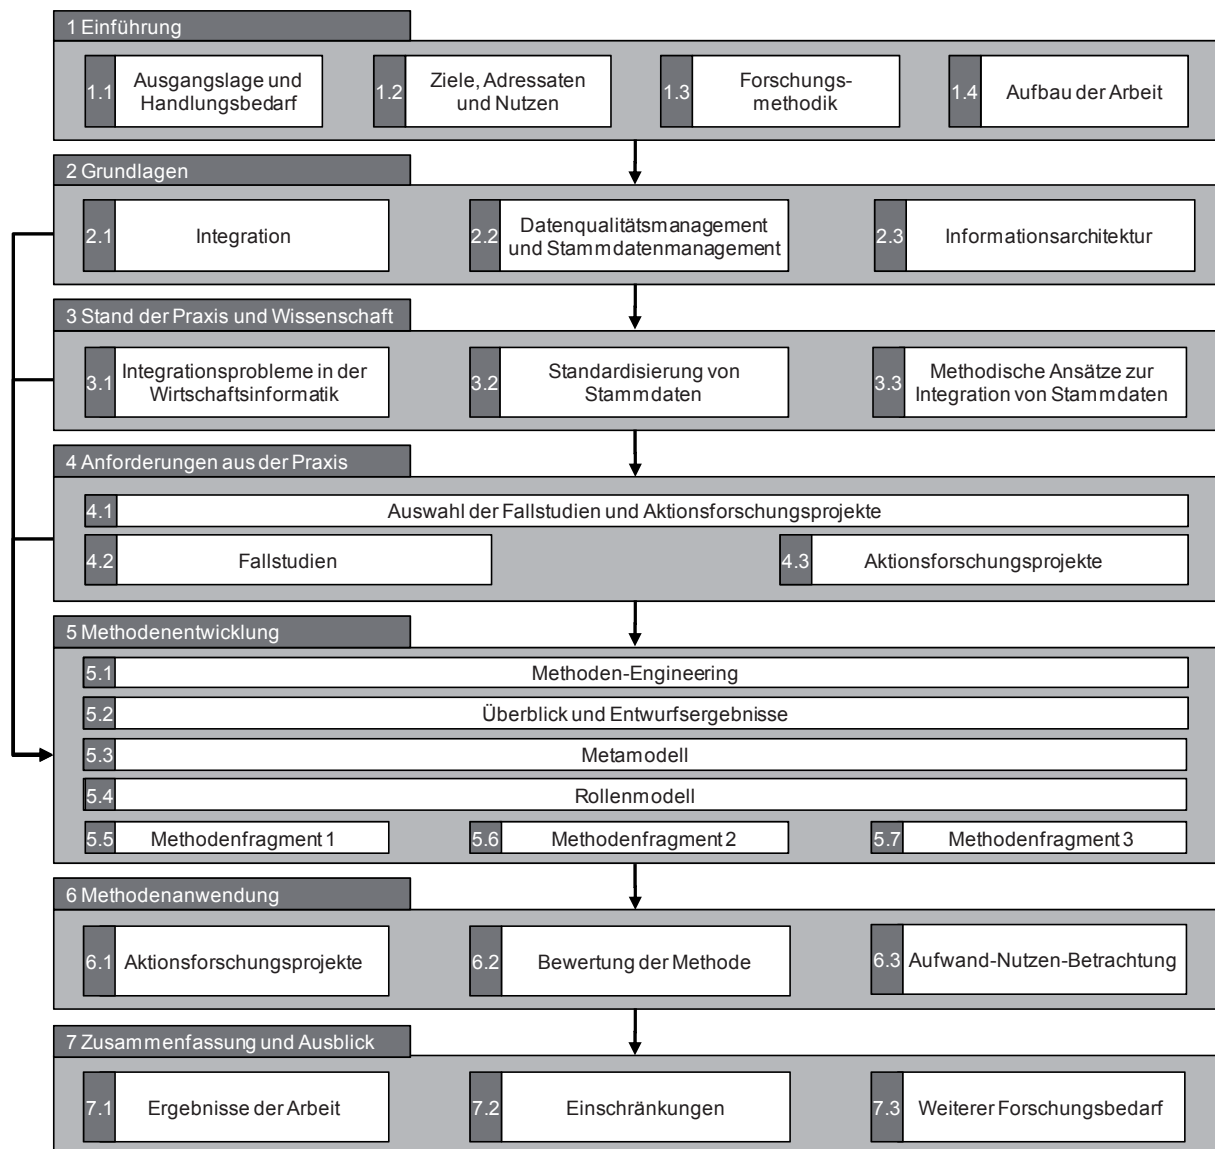 1 Einführung
1.1
Ausgangslage und
Handlungsbedarf
1.2
Ziele, Adressaten
und Nutzen
1.3
Forschungs-
methodik
1.4
Aufbau der Arbeit
2 Grundlagen
2.1
Integration
2.2
Datenqualitätsmanagement
und Stammdatenmanagement
2.3
Informationsarchitektur
3 Stand der Praxis und Wissenschaft
3.1
Integrationsprobleme in der
Wirtschaftsinformatik
3.2
Standardisierung von
Stammdaten
3.3
Methodische Ansätze zur
Integration von Stammdaten
4 Anforderungen aus der Praxis
4.1
Auswahl der Fallstudien und Aktionsforschungsprojekte
4.2
Fallstudien
4.3
Aktionsforschungsprojekte
5 Methodenentwicklung
5.1
Methoden-Engineering
5.2
Überblick und Entwurfsergebnisse
5.3
Metamodell
5.4
Rollenmodell
5.5
Methodenfragment 1
5.6
Methodenfragment 2
5.7
Methodenfragment 3
6 Methodenanwendung
6.1
Aktionsforschungsprojekte
6.2
Bewertung der Methode
6.3
Aufwand-Nutzen-Betrachtung
7 Zusammenfassung und Ausblick
7.1
Ergebnisse der Arbeit
7.2
Einschränkungen
7.3
Weiterer Forschungsbedarf